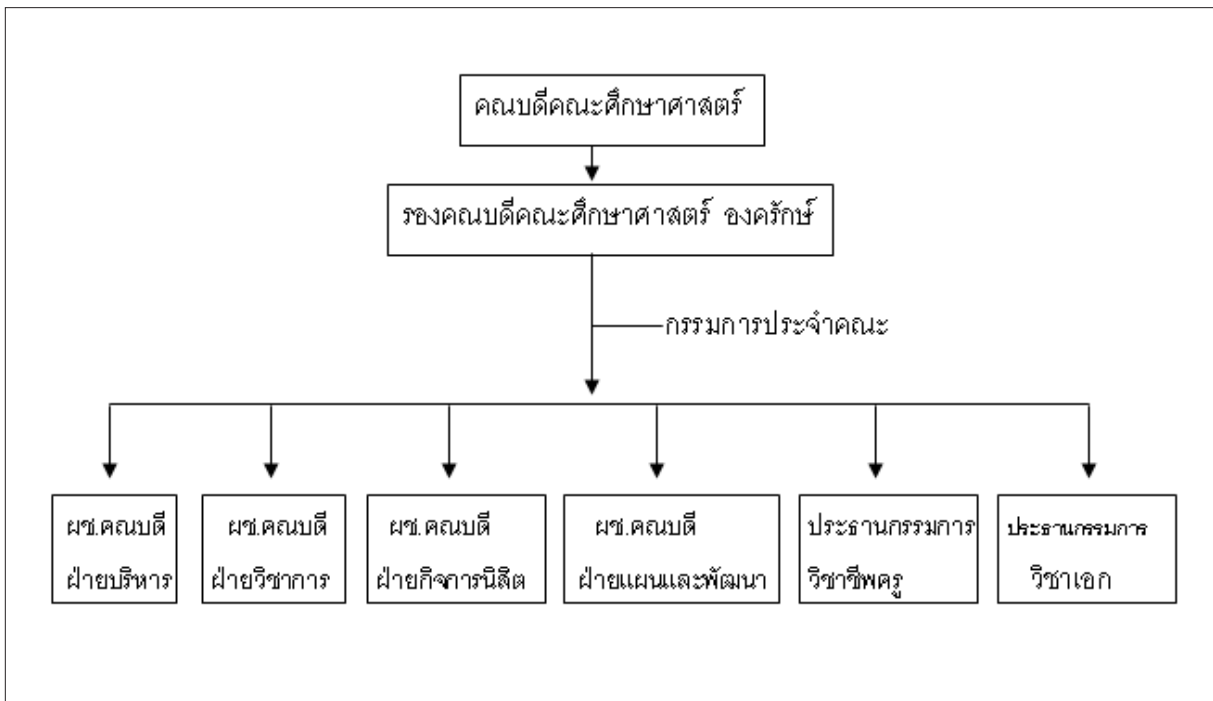 คณบดีคณะศึกษาศาสตร์
รองคณบดีคณะศึกษาศาสตร์ องครักษ์
กรรมการประจำคณะ
ผช.คณบดี
ฝ่ายบริหาร
ผช.คณบดี
ฝ่ายวิชาการ
ผช.คณบดี
ฝ่ายกิจการนิสิต
ผช.คณบดี
ฝ่ายแผนและพัฒนา
ประธานกรรมการ
วิชาชีพครู
ประธานกรรมการ
วิชาเอก